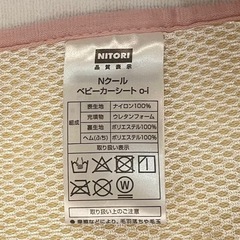 NITORI
品質表示
Nクール
ベビーカーシート o-i
組成
表生地 ナイロン100%
充填物 ウレタンフォーム
裏生地 ポリエステル100%
ヘム(ふち) ポリエステル100%
取り扱い表示
W
取り扱い上のご注意